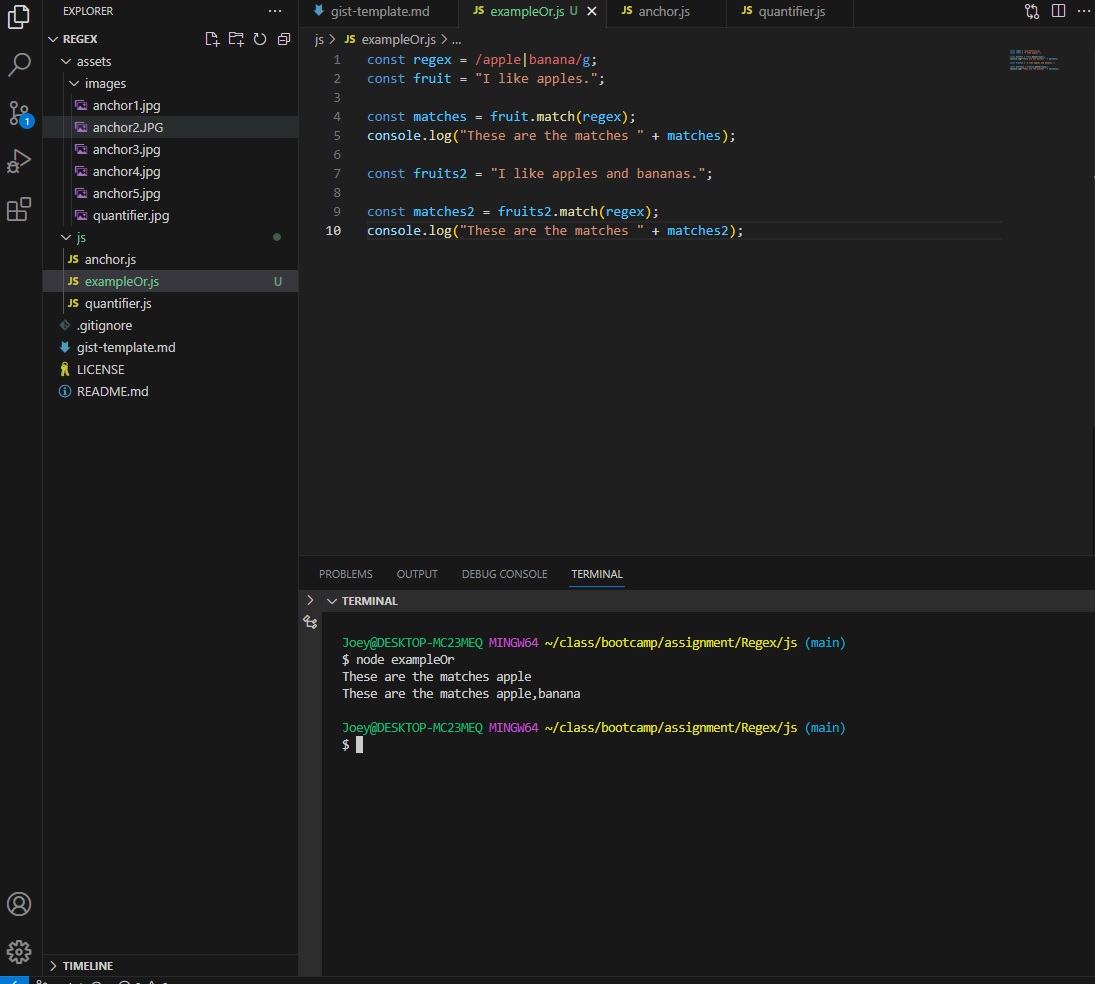 EXPLORER
REGEX
assets
images
anchor1.jpg
anchor2.JPG
anchor3.jpg
anchor4.jpg
anchor5.jpg
quantifier.jpg
js
JS anchor.js
JS exampleOr.js U
JS quantifier.js
.gitignore
gist-template.md
LICENSE
README.md
TIMELINE
1
gist-template.md JS exampleOr.js U JS anchor.js JS quantifier.js
js > JS exampleOr.js > ...
1 const regex = /apple|banana/g;
2 const fruit = "I like apples.";
3
4 const matches = fruit.match(regex);
5 console.log("These are the matches " + matches);
6
7 const fruits2 = "I like apples and bananas.";
8
9 const matches2 = fruits2.match(regex);
10 console.log("These are the matches " + matches2);
PROBLEMS OUTPUT DEBUG CONSOLE TERMINAL
TERMINAL
Joey@DESKTOP-MC23MEQ MINGW64 ~/class/bootcamp/assignment/Regex/js (main)
$ node exampleOr
These are the matches apple
These are the matches apple,banana
Joey@DESKTOP-MC23MEQ MINGW64 ~/class/bootcamp/assignment/Regex/js (main)
$